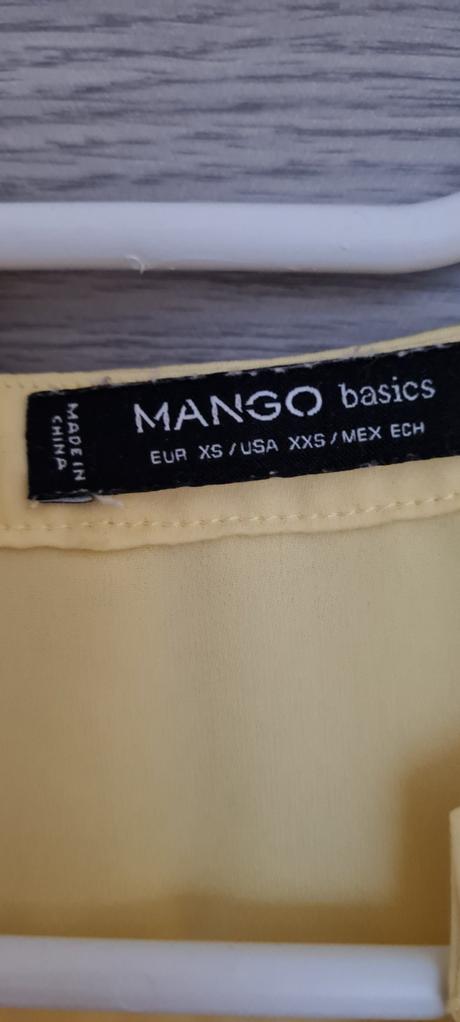 MADE IN
CHINA
MANGO basics
EUR XS / USA XXS / MEX ECH